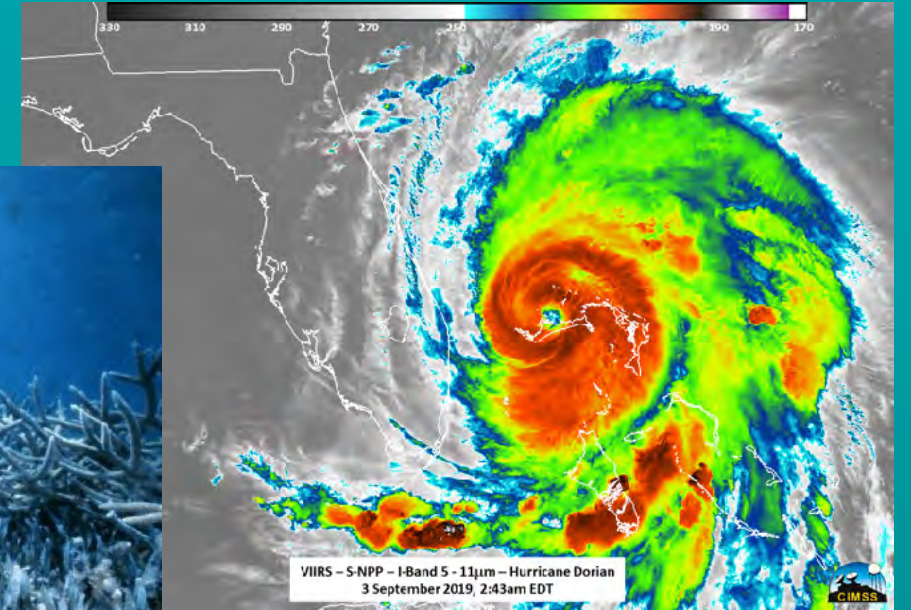 330 310 290 270 250 230 210 190 170
VIIRS – S-NPP – I-Band 5 - 11μm – Hurricane Dorian
3 September 2019, 2:43am EDT
CIMSS